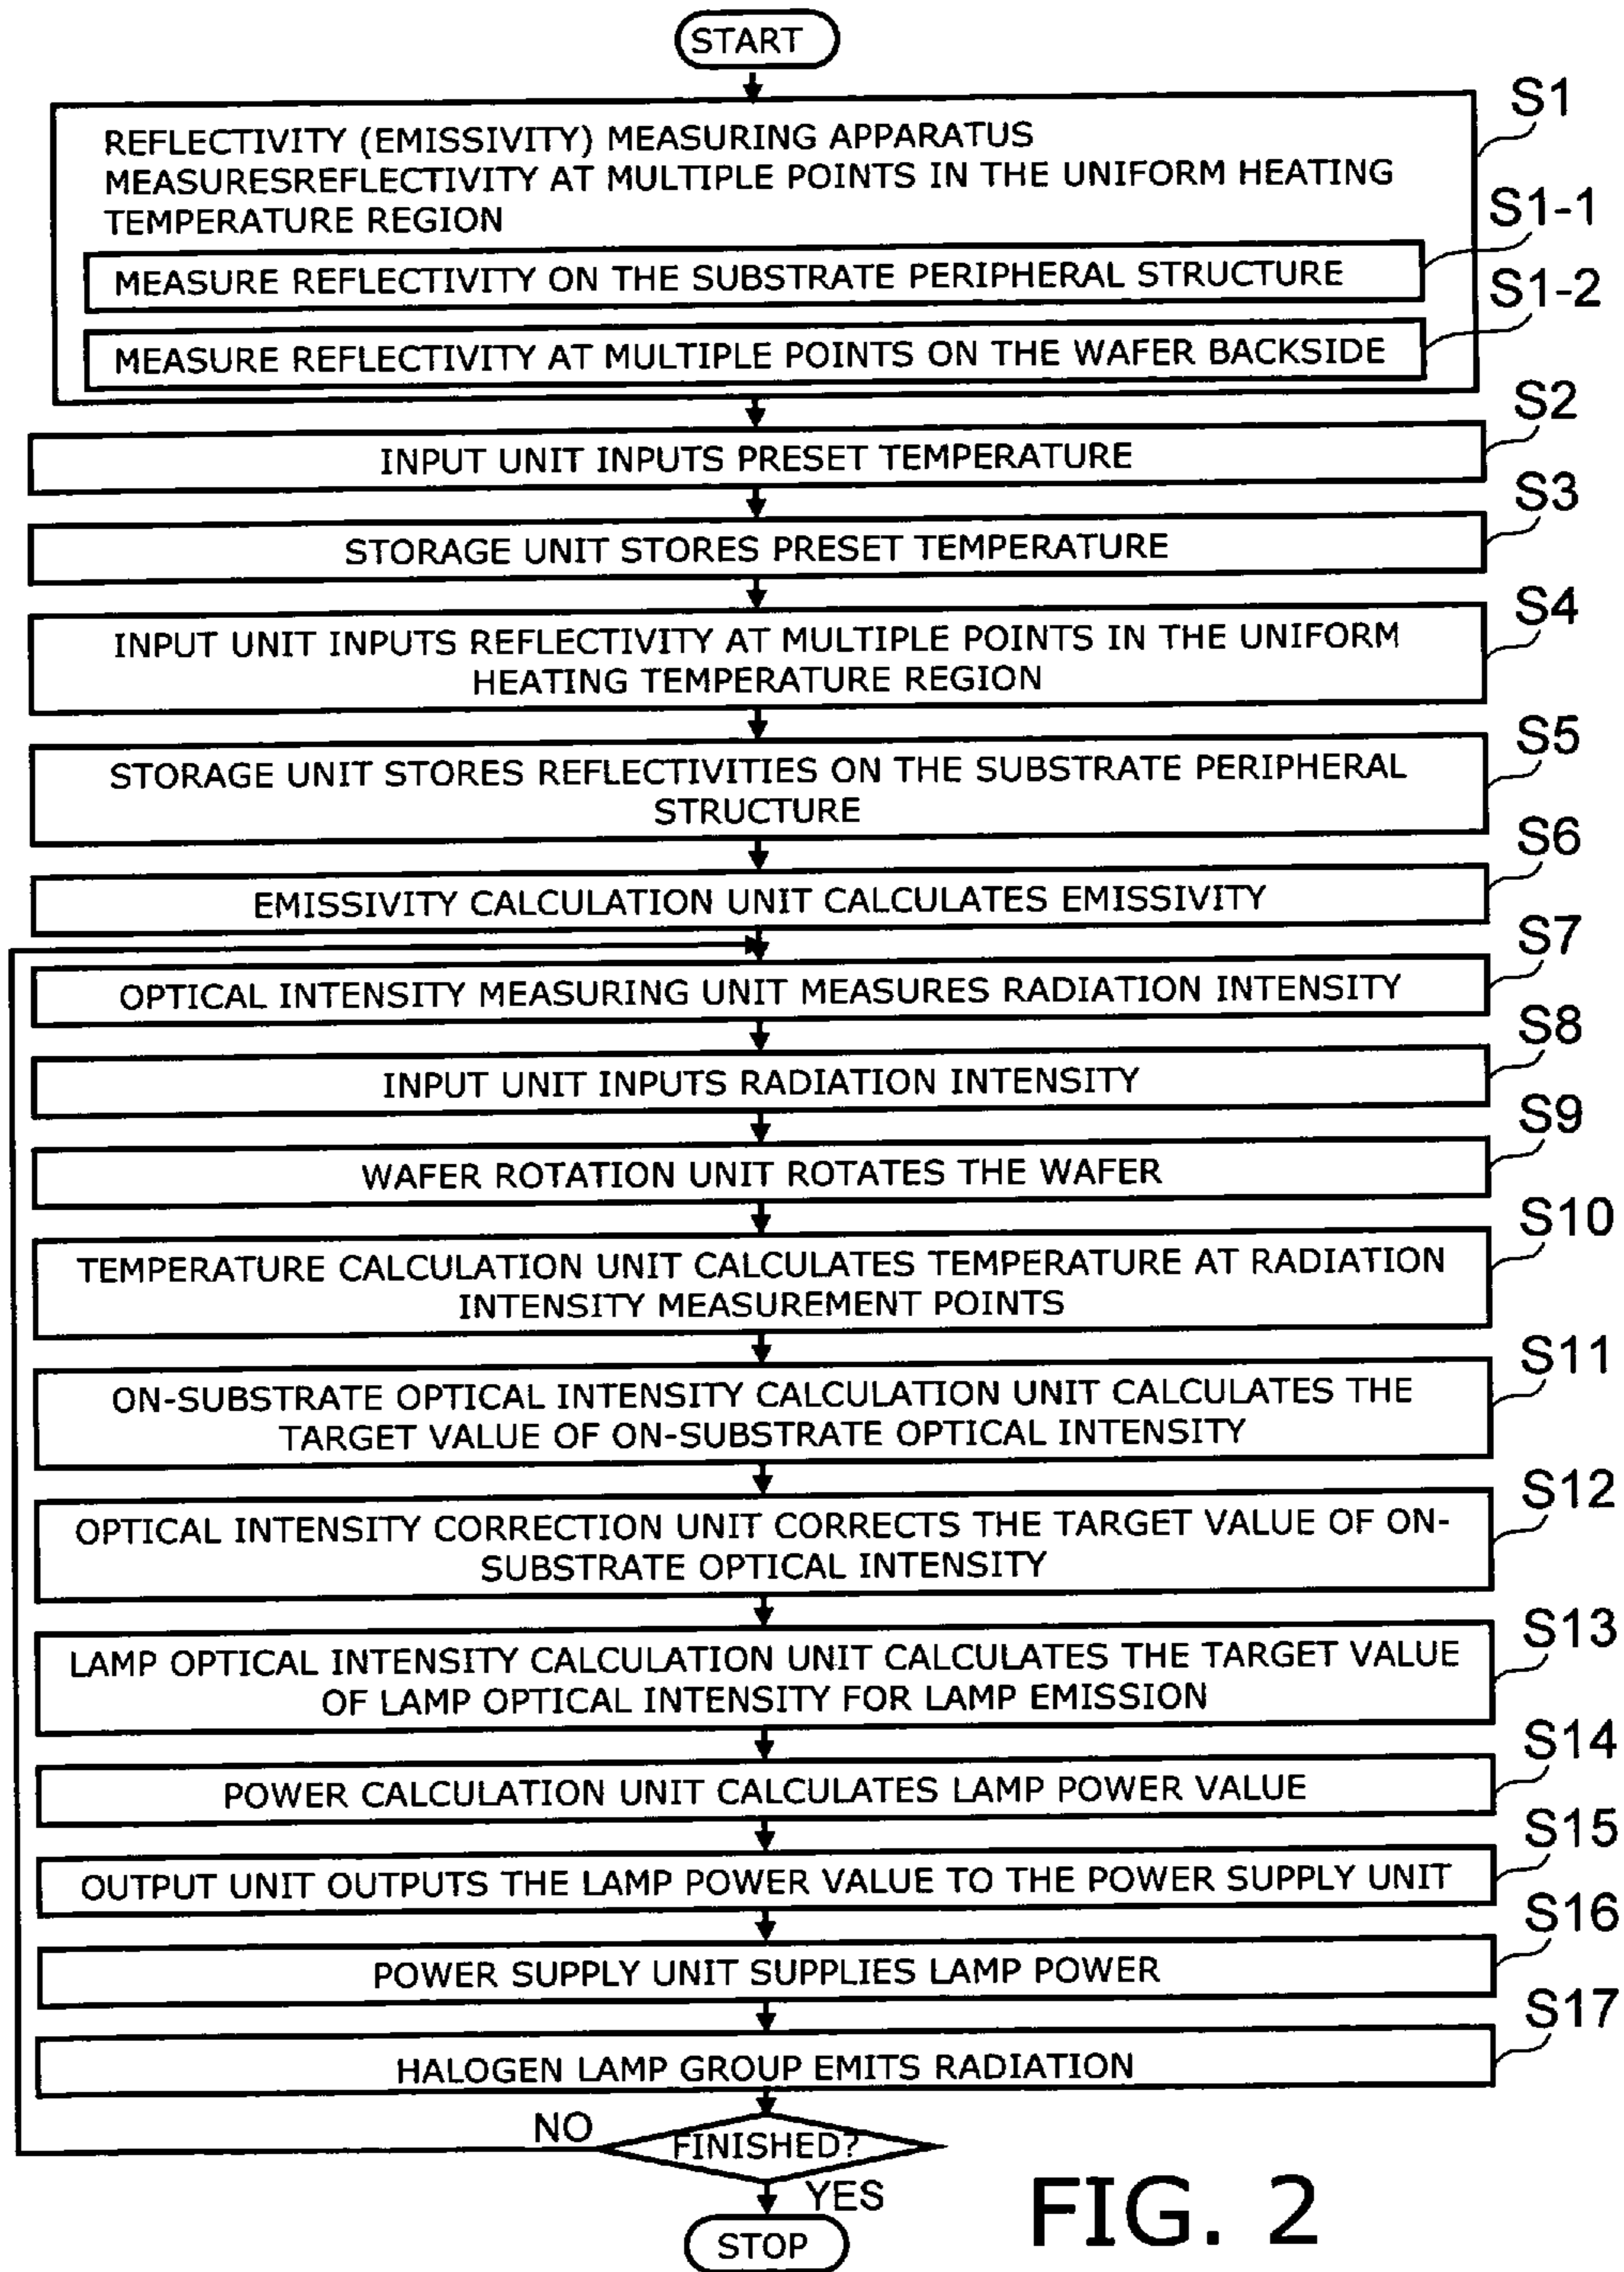 START
S1
REFLECTIVITY (EMISSIVITY) MEASURING APPARATUS
MEASURESREFLECTIVITY AT MULTIPLE POINTS IN THE UNIFORM HEATING
TEMPERATURE REGION
S1-1
MEASURE REFLECTIVITY ON THE SUBSTRATE PERIPHERAL STRUCTURE
S1-2
MEASURE REFLECTIVITY AT MULTIPLE POINTS ON THE WAFER BACKSIDE
S2
INPUT UNIT INPUTS PRESET TEMPERATURE
S3
STORAGE UNIT STORES PRESET TEMPERATURE
S4
INPUT UNIT INPUTS REFLECTIVITY AT MULTIPLE POINTS IN THE UNIFORM
HEATING TEMPERATURE REGION
S5
STORAGE UNIT STORES REFLECTIVITIES ON THE SUBSTRATE PERIPHERAL
STRUCTURE
S6
EMISSIVITY CALCULATION UNIT CALCULATES EMISSIVITY
S7
OPTICAL INTENSITY MEASURING UNIT MEASURES RADIATION INTENSITY
S8
INPUT UNIT INPUTS RADIATION INTENSITY
S9
WAFER ROTATION UNIT ROTATES THE WAFER
S10
TEMPERATURE CALCULATION UNIT CALCULATES TEMPERATURE AT RADIATION
INTENSITY MEASUREMENT POINTS
S11
ON-SUBSTRATE OPTICAL INTENSITY CALCULATION UNIT CALCULATES THE
TARGET VALUE OF ON-SUBSTRATE OPTICAL INTENSITY
S12
OPTICAL INTENSITY CORRECTION UNIT CORRECTS THE TARGET VALUE OF ON-
SUBSTRATE OPTICAL INTENSITY
S13
LAMP OPTICAL INTENSITY CALCULATION UNIT CALCULATES THE TARGET VALUE
OF LAMP OPTICAL INTENSITY FOR LAMP EMISSION
S14
POWER CALCULATION UNIT CALCULATES LAMP POWER VALUE
S15
OUTPUT UNIT OUTPUTS THE LAMP POWER VALUE TO THE POWER SUPPLY UNIT
S16
POWER SUPPLY UNIT SUPPLIES LAMP POWER
S17
HALOGEN LAMP GROUP EMITS RADIATION
NO
FINISHED?
YES
STOP
FIG. 2